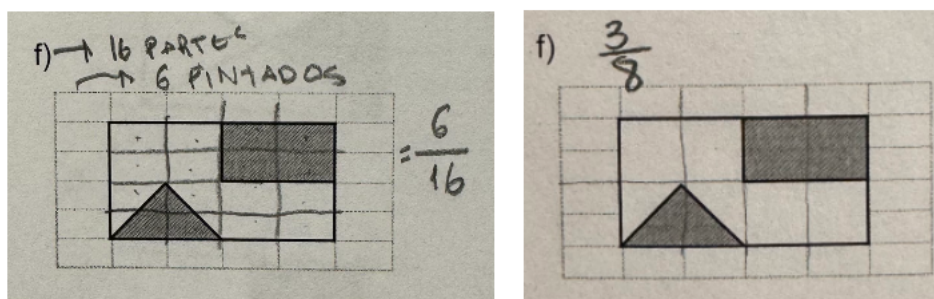 f) → 16 PARTES
→ 6 PINTADOS
= 6/16
f) 3/8